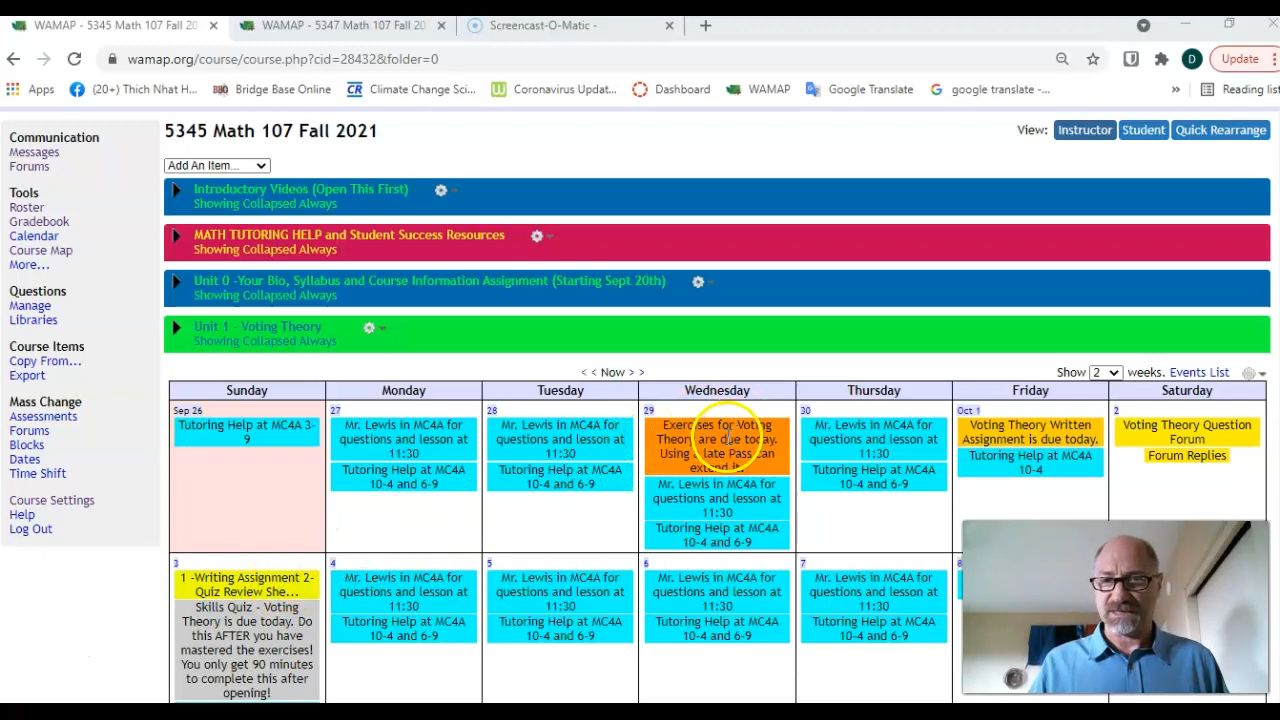 WAMAP - 5345 Math 107 Fall 20
WAMAP - 5347 Math 107 Fall 20
Screencast-O-Matic -
wamap.org/course/course.php?cid=28432&folder=0
D
Update
Apps
(20+) Thich Nhat H...
BBO
Bridge Base Online
CR
Climate Change Sci...
Coronavirus Updat...
Dashboard
WAMAP
Google Translate
google translate -...
»
Reading list
Communication
Messages
Forums
Tools
Roster
Gradebook
Calendar
Course Map
More...
Questions
Manage
Libraries
Course Items
Copy From...
Export
Mass Change
Assessments
Forums
Blocks
Dates
Time Shift
Course Settings
Help
Log Out
5345 Math 107 Fall 2021
View: Instructor Student Quick Rearrange
Add An Item...
Introductory Videos (Open This First)
Showing Collapsed Always
MATH TUTORING HELP and Student Success Resources
Showing Collapsed Always
Unit 0 -Your Bio, Syllabus and Course Information Assignment (Starting Sept 20th)
Showing Collapsed Always
Unit 1 - Voting Theory
Showing Collapsed Always
< < Now > >
Show 2 weeks. Events List
Sunday Monday Tuesday Wednesday Thursday Friday Saturday
Sep 26
Tutoring Help at MC4A 3-
9
27
Mr. Lewis in MC4A for
questions and lesson at
11:30
Tutoring Help at MC4A
10-4 and 6-9
28
Mr. Lewis in MC4A for
questions and lesson at
11:30
Tutoring Help at MC4A
10-4 and 6-9
29
Exercises for Voting
Theory are due today.
Using a late Pass can
extend it.
Mr. Lewis in MC4A for
questions and lesson at
11:30
Tutoring Help at MC4A
10-4 and 6-9
30
Mr. Lewis in MC4A for
questions and lesson at
11:30
Tutoring Help at MC4A
10-4 and 6-9
Oct 1
Voting Theory Written
Assignment is due today.
Tutoring Help at MC4A
10-4
2
Voting Theory Question
Forum
Forum Replies
3
1 -Writing Assignment 2-
Quiz Review She...
Skills Quiz - Voting
Theory is due today. Do
this AFTER you have
mastered the exercises!
You only get 90 minutes
to complete this after
opening!
4
Mr. Lewis in MC4A for
questions and lesson at
11:30
Tutoring Help at MC4A
10-4 and 6-9
5
Mr. Lewis in MC4A for
questions and lesson at
11:30
Tutoring Help at MC4A
10-4 and 6-9
6
Mr. Lewis in MC4A for
questions and lesson at
11:30
Tutoring Help at MC4A
10-4 and 6-9
7
Mr. Lewis in MC4A for
questions and lesson at
11:30
Tutoring Help at MC4A
10-4 and 6-9
8